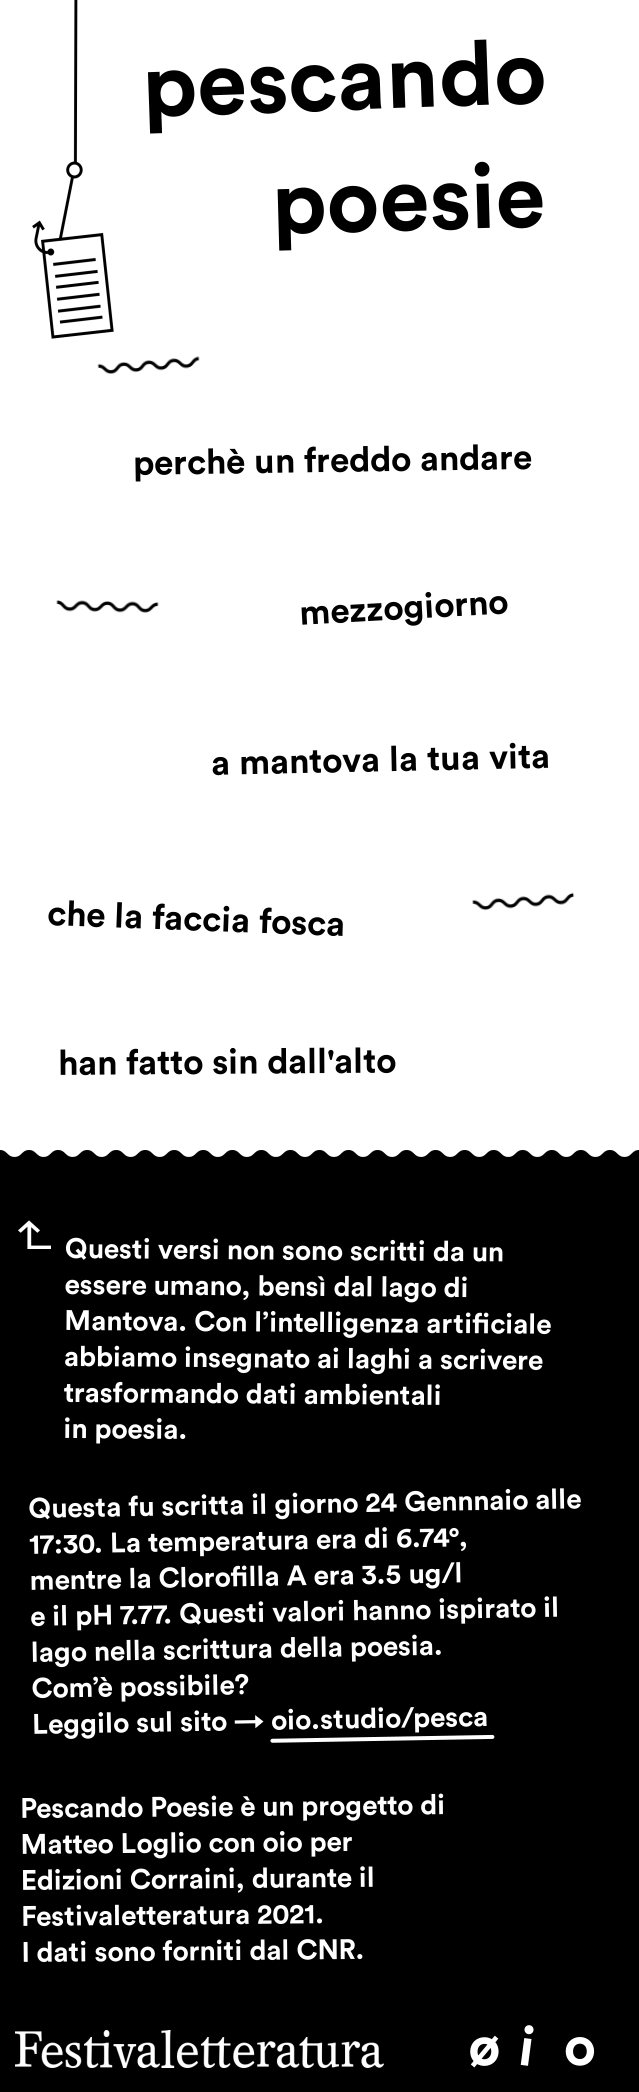 pescando
poesie
perchè un freddo andare
mezzogiorno
a mantova la tua vita
che la faccia fosca
han fatto sin dall'alto
Questi versi non sono scritti da un
essere umano, bensì dal lago di
Mantova. Con l’intelligenza artificiale
abbiamo insegnato ai laghi a scrivere
trasformando dati ambientali
in poesia.
Questa fu scritta il giorno 24 Gennnaio alle
17:30. La temperatura era di 6.74°,
mentre la Clorofilla A era 3.5 ug/l
e il pH 7.77. Questi valori hanno ispirato il
lago nella scrittura della poesia.
Com’è possibile?
Leggilo sul sito → oio.studio/pesca
Pescando Poesie è un progetto di
Matteo Loglio con oio per
Edizioni Corraini, durante il
Festivaletteratura 2021.
I dati sono forniti dal CNR.
Festivaletteratura ø i o